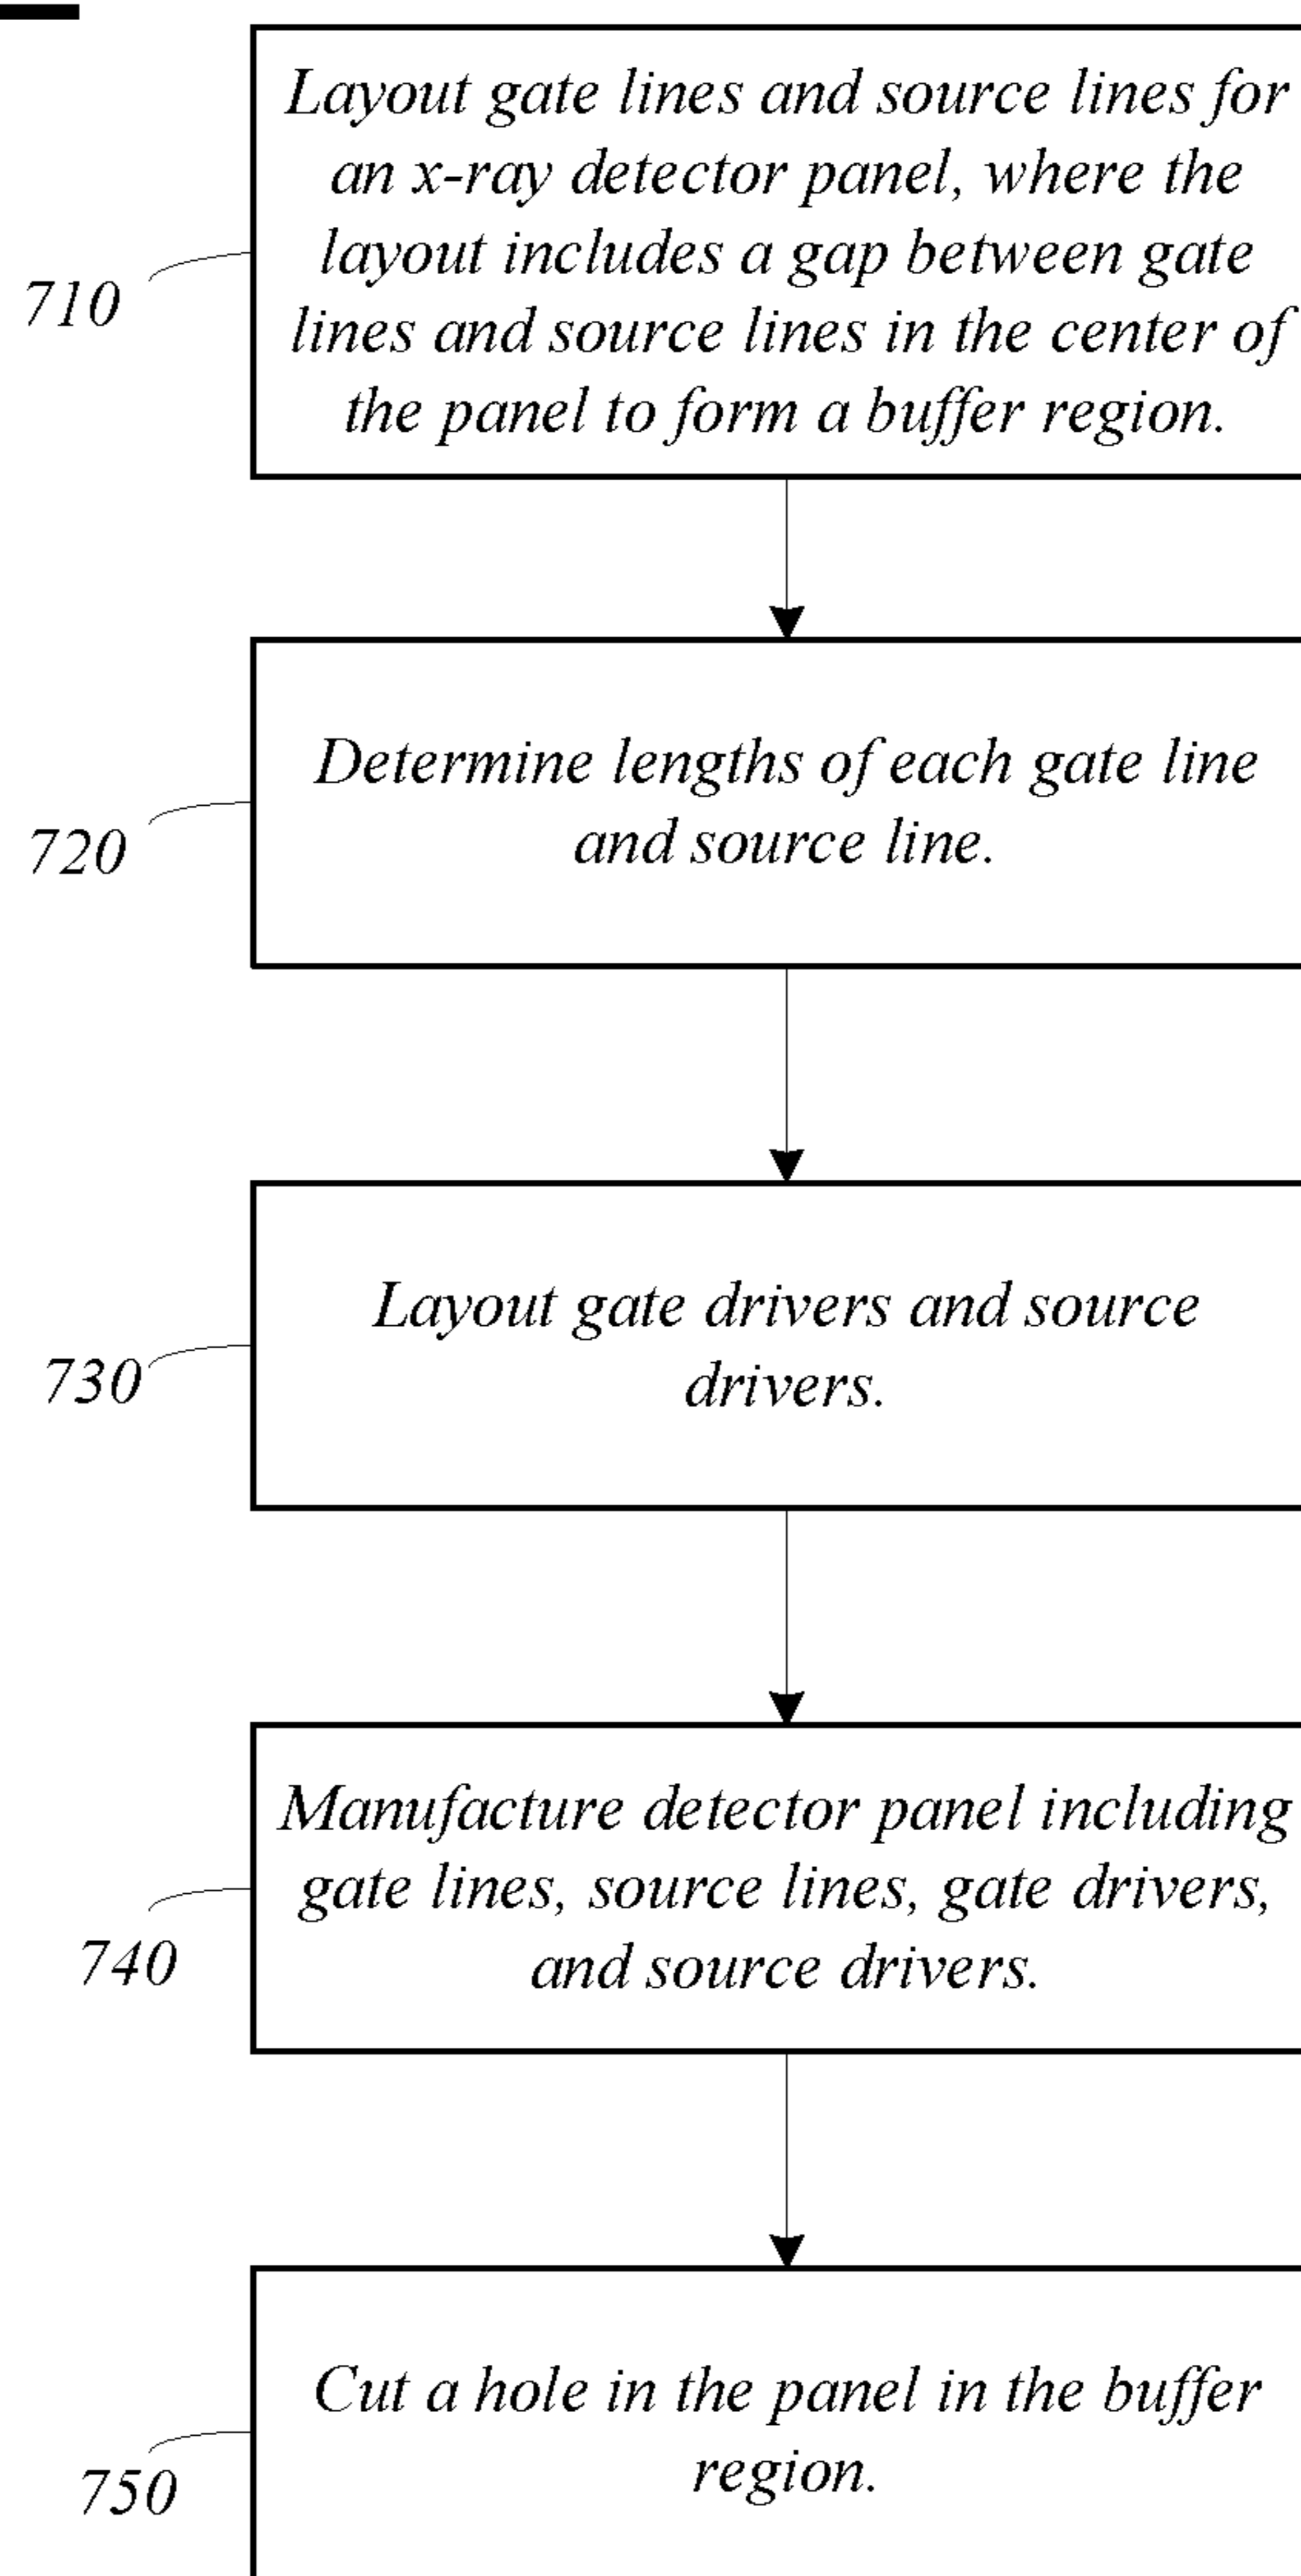 Layout gate lines and source lines for
an x-ray detector panel, where the
layout includes a gap between gate
lines and source lines in the center of
the panel to form a buffer region.
710
Determine lengths of each gate line
and source line.
720
Layout gate drivers and source
drivers.
730
Manufacture detector panel including
gate lines, source lines, gate drivers,
and source drivers.
740
Cut a hole in the panel in the buffer
region.
750